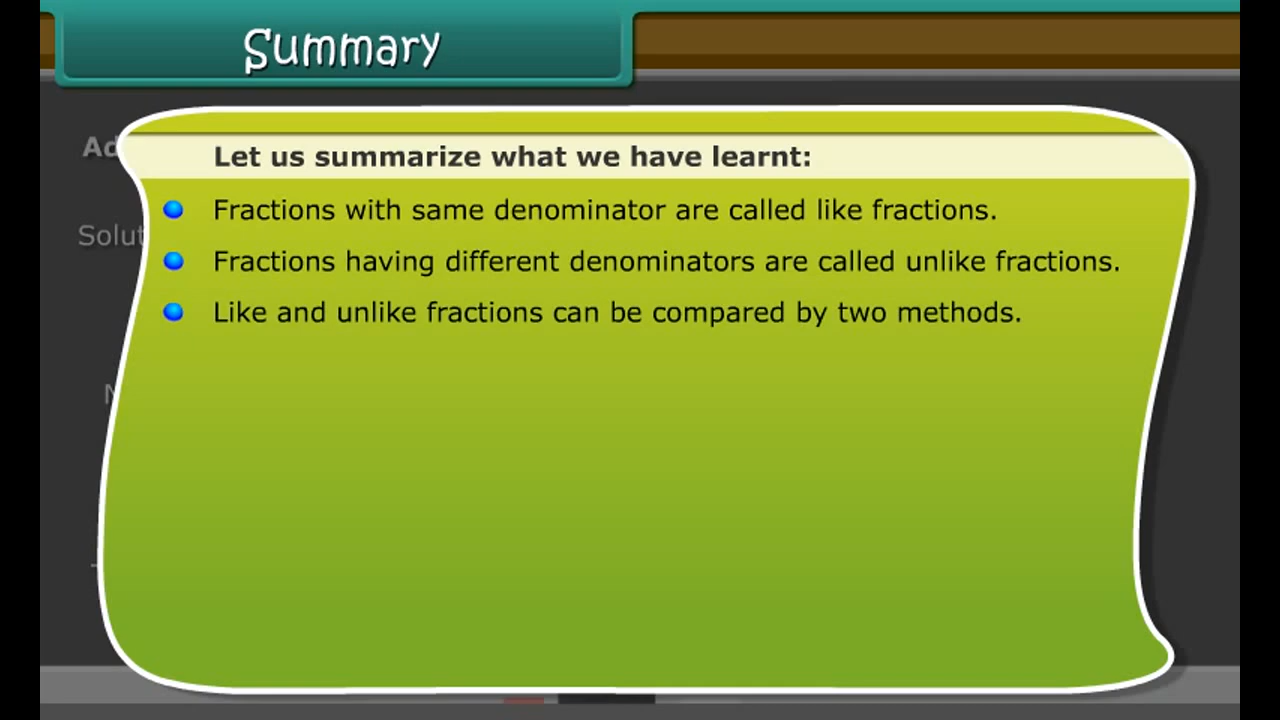 Summary
Let us summarize what we have learnt:
Fractions with same denominator are called like fractions.
Fractions having different denominators are called unlike fractions.
Like and unlike fractions can be compared by two methods.